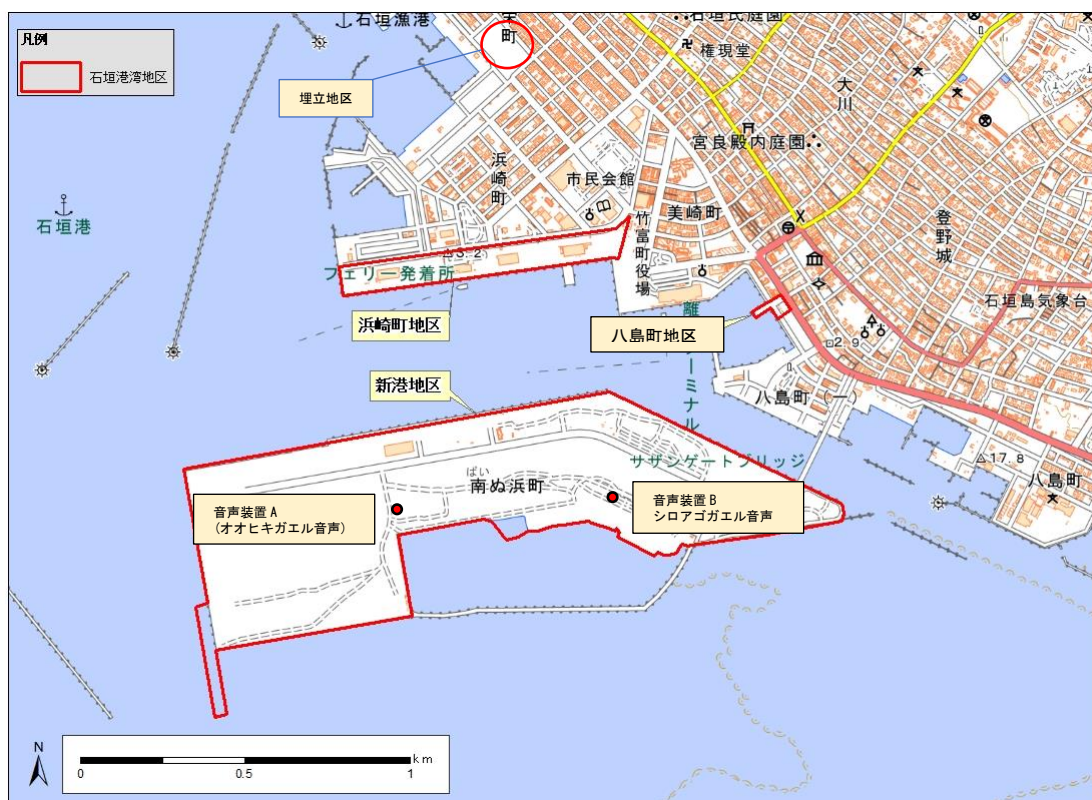 凡例
石垣港湾地区
石垣漁港
石垣氏庭園
町
権現堂
埋立地区
大川
宮良殿内庭園
浜崎町
市民会館
美崎町
竹富町役場
登野城
石垣港
3.2
フェリー発着所
石垣島気象台
浜崎町地区
八島町地区
2.9
新港地区
八島町(一)
サザンゲートブリッジ
17.8
八島町
ぱい
南ぬ浜町
音声装置A
(オオヒキガエル音声)
音声装置B
シロアゴガエル音声
N
km
0
0.5
1